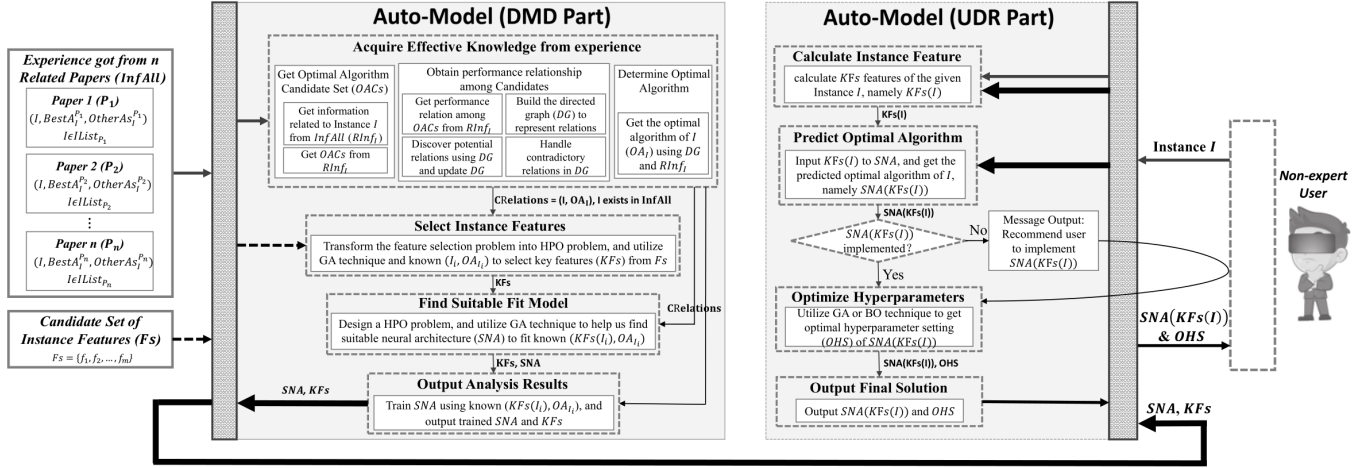 Auto-Model (DMD Part)
Experience got from n
Related Papers (InfAll)
Paper 1 (P₁)
(I, BestA_I^{P₁}, OtherAs_I^{P₁})
IϵIList_{P₁}
Paper 2 (P₂)
(I, BestA_I^{P₂}, OtherAs_I^{P₂})
IϵIList_{P₂}
⋮
Paper n (Pₙ)
(I, BestA_I^{Pₙ}, OtherAs_I^{Pₙ})
IϵIList_{Pₙ}
Candidate Set of
Instance Features (Fs)
Fs = {f₁, f₂, ..., fₘ}
Acquire Effective Knowledge from experience
Get Optimal Algorithm
Candidate Set (OACs)
Get information
related to Instance I
from InfAll (RInf_I)
Get OACs from
RInf_I
Obtain performance relationship
among Candidates
Get performance
relation among
OACs from RInf_I
Build the directed
graph (DG) to
represent relations
Discover potential
relations using DG
and update DG
Handle
contradictory
relations in DG
Determine Optimal
Algorithm
Get the optimal
algorithm of I
(OA_I) using DG
and RInf_I
CRelations = (I, OA_I), I exists in InfAll
Select Instance Features
Transform the feature selection problem into HPO problem, and utilize
GA technique and known (I_i, OA_{I_i}) to select key features (KFs) from Fs
KFs
Find Suitable Fit Model
CRelations
Design a HPO problem, and utilize GA technique to help us find
suitable neural architecture (SNA) to fit known (KFs(I_i), OA_{I_i})
KFs, SNA
Output Analysis Results
Train SNA using known (KFs(I_i), OA_{I_i}), and
output trained SNA and KFs
SNA, KFs
Auto-Model (UDR Part)
Calculate Instance Feature
calculate KFs features of the given
Instance I, namely KFs(I)
KFs(I)
Predict Optimal Algorithm
Input KFs(I) to SNA, and get the
predicted optimal algorithm of I,
namely SNA(KFs(I))
SNA(KFs(I))
SNA(KFs(I))
implemented?
No
Message Output:
Recommend user
to implement
SNA(KFs(I))
Yes
Optimize Hyperparameters
Utilize GA or BO technique to get
optimal hyperparameter setting
(OHS) of SNA(KFs(I))
SNA(KFs(I)), OHS
Output Final Solution
Output SNA(KFs(I)) and OHS
Instance I
Non-expert
User
SNA(KFs(I))
& OHS
SNA, KFs